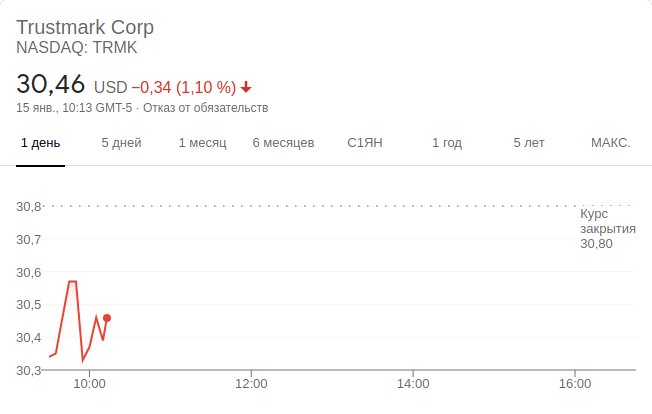 Trustmark Corp
NASDAQ: TRMK
30,46 USD −0,34 (1,10 %)
15 янв., 10:13 GMT-5 · Отказ от обязательств
1 день 5 дней 1 месяц 6 месяцев С1ЯН 1 год 5 лет МАКС.
30,8
Курс
закрытия
30,80
30,7
30,6
30,5
30,4
30,3
10:00 12:00 14:00 16:00